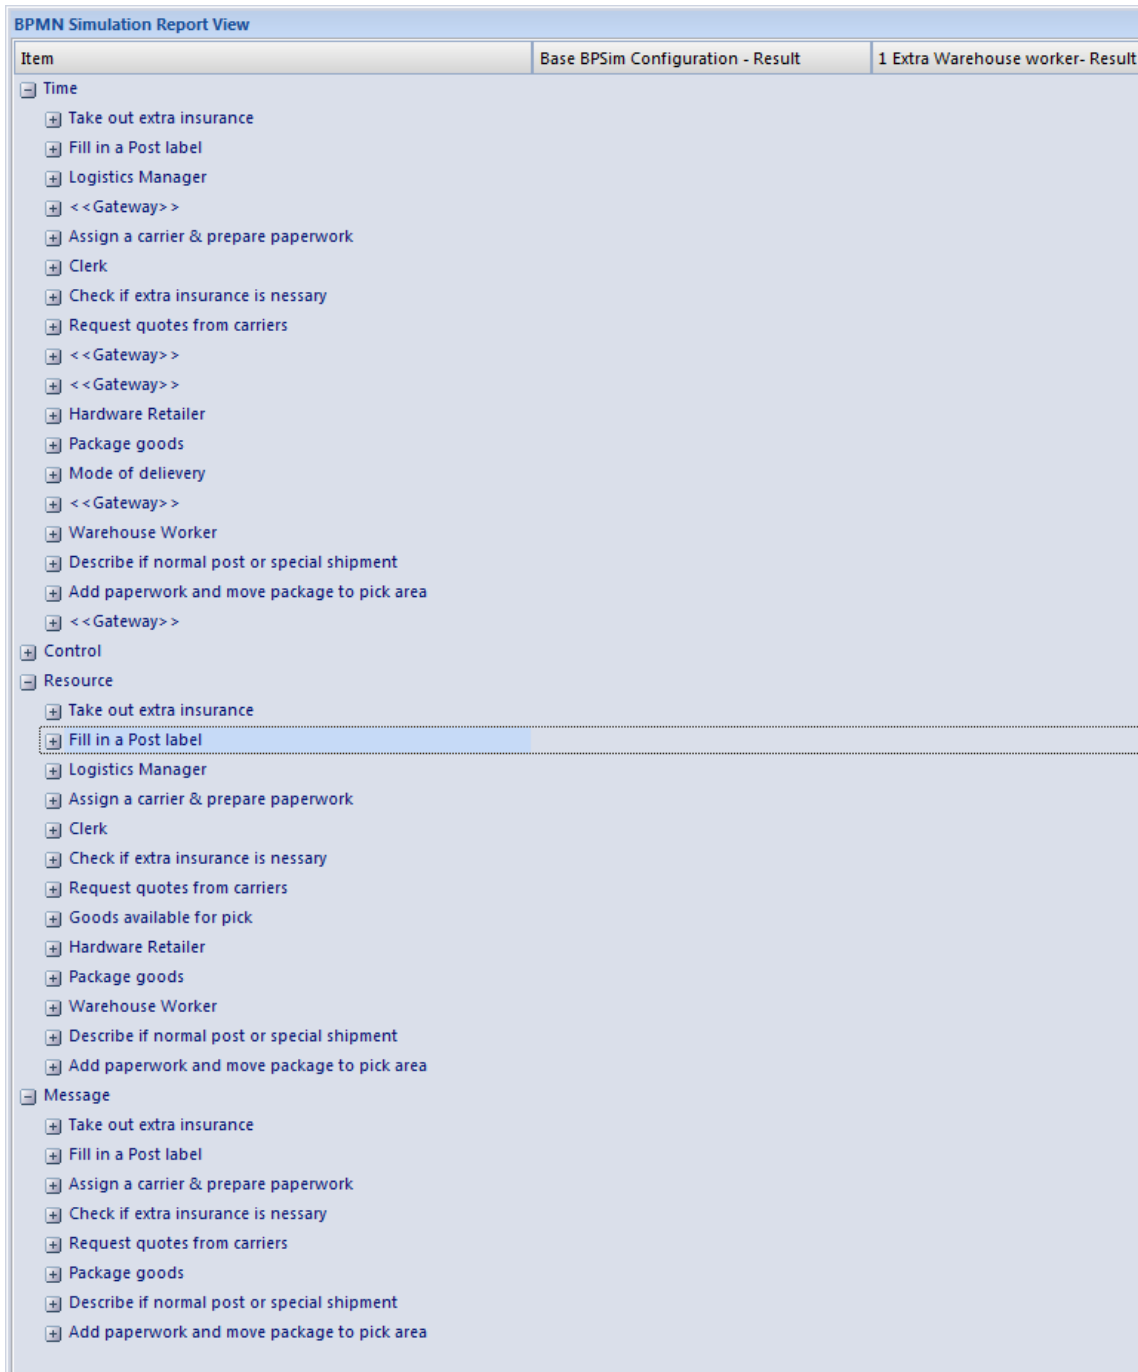 BPMN Simulation Report View
Item Base BPSim Configuration - Result 1 Extra Warehouse worker- Result
Time
Take out extra insurance
Fill in a Post label
Logistics Manager
<<Gateway>>
Assign a carrier & prepare paperwork
Clerk
Check if extra insurance is nessary
Request quotes from carriers
<<Gateway>>
<<Gateway>>
Hardware Retailer
Package goods
Mode of delievery
<<Gateway>>
Warehouse Worker
Describe if normal post or special shipment
Add paperwork and move package to pick area
<<Gateway>>
Control
Resource
Take out extra insurance
Fill in a Post label
Logistics Manager
Assign a carrier & prepare paperwork
Clerk
Check if extra insurance is nessary
Request quotes from carriers
Goods available for pick
Hardware Retailer
Package goods
Warehouse Worker
Describe if normal post or special shipment
Add paperwork and move package to pick area
Message
Take out extra insurance
Fill in a Post label
Assign a carrier & prepare paperwork
Check if extra insurance is nessary
Request quotes from carriers
Package goods
Describe if normal post or special shipment
Add paperwork and move package to pick area